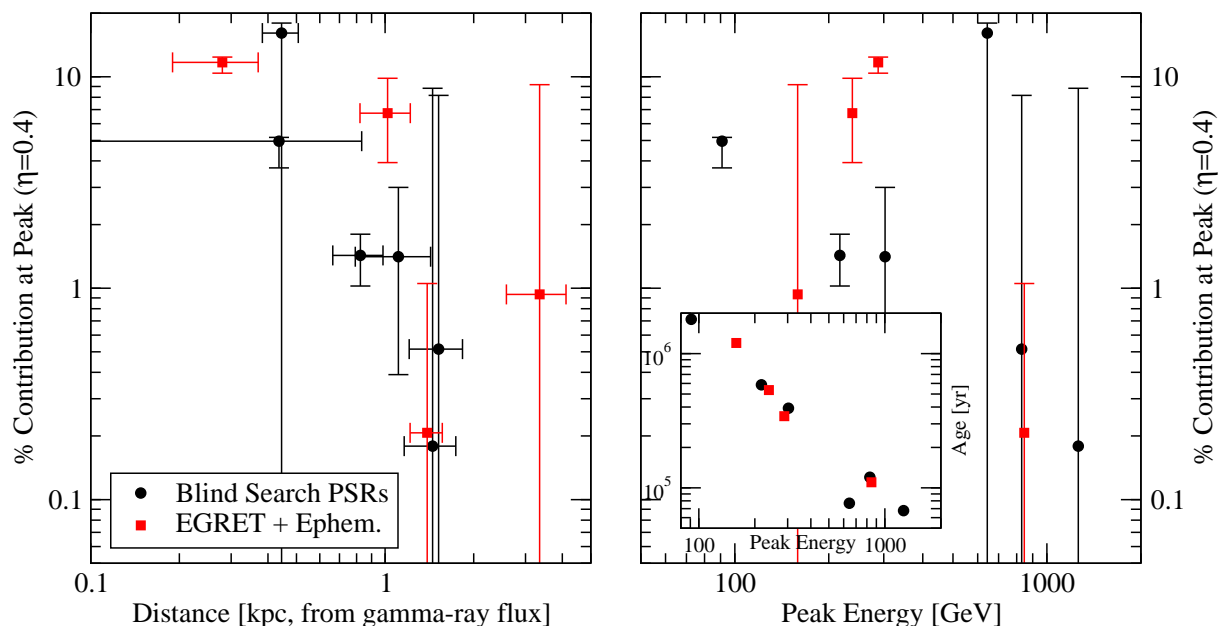 % Contribution at Peak (η=0.4)
10
1
0.1
Blind Search PSRs
EGRET + Ephem.
0.1
1
Distance [kpc, from gamma-ray flux]
10
1
0.1
% Contribution at Peak (η=0.4)
10^6
10^5
Age [yr]
100
1000
Peak Energy
100
1000
Peak Energy [GeV]